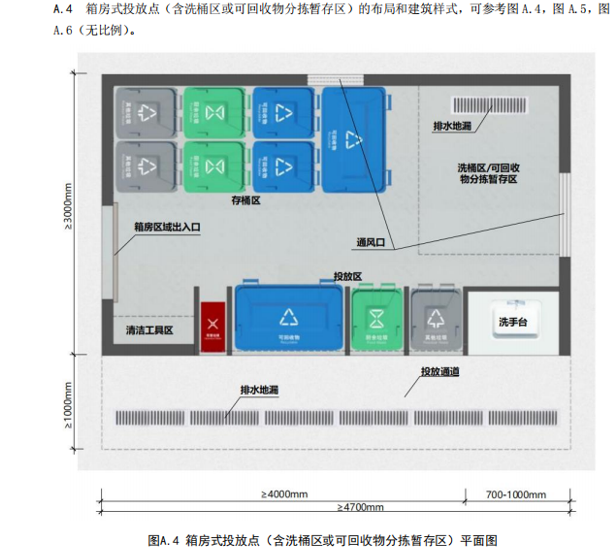 A.4 箱房式投放点（含洗桶区或可回收物分拣暂存区）的布局和建筑样式，可参考图 A.4，图 A.5，图
A.6（无比例）。
排水地漏
洗桶区/可回收
物分拣暂存区
存桶区
≥3000mm
箱房区域出入口
通风口
投放区
可回收物
清洁工具区
洗手台
投放通道
≥1000mm
排水地漏
≥4000mm
700-1000mm
≥4700mm
图A.4 箱房式投放点（含洗桶区或可回收物分拣暂存区）平面图